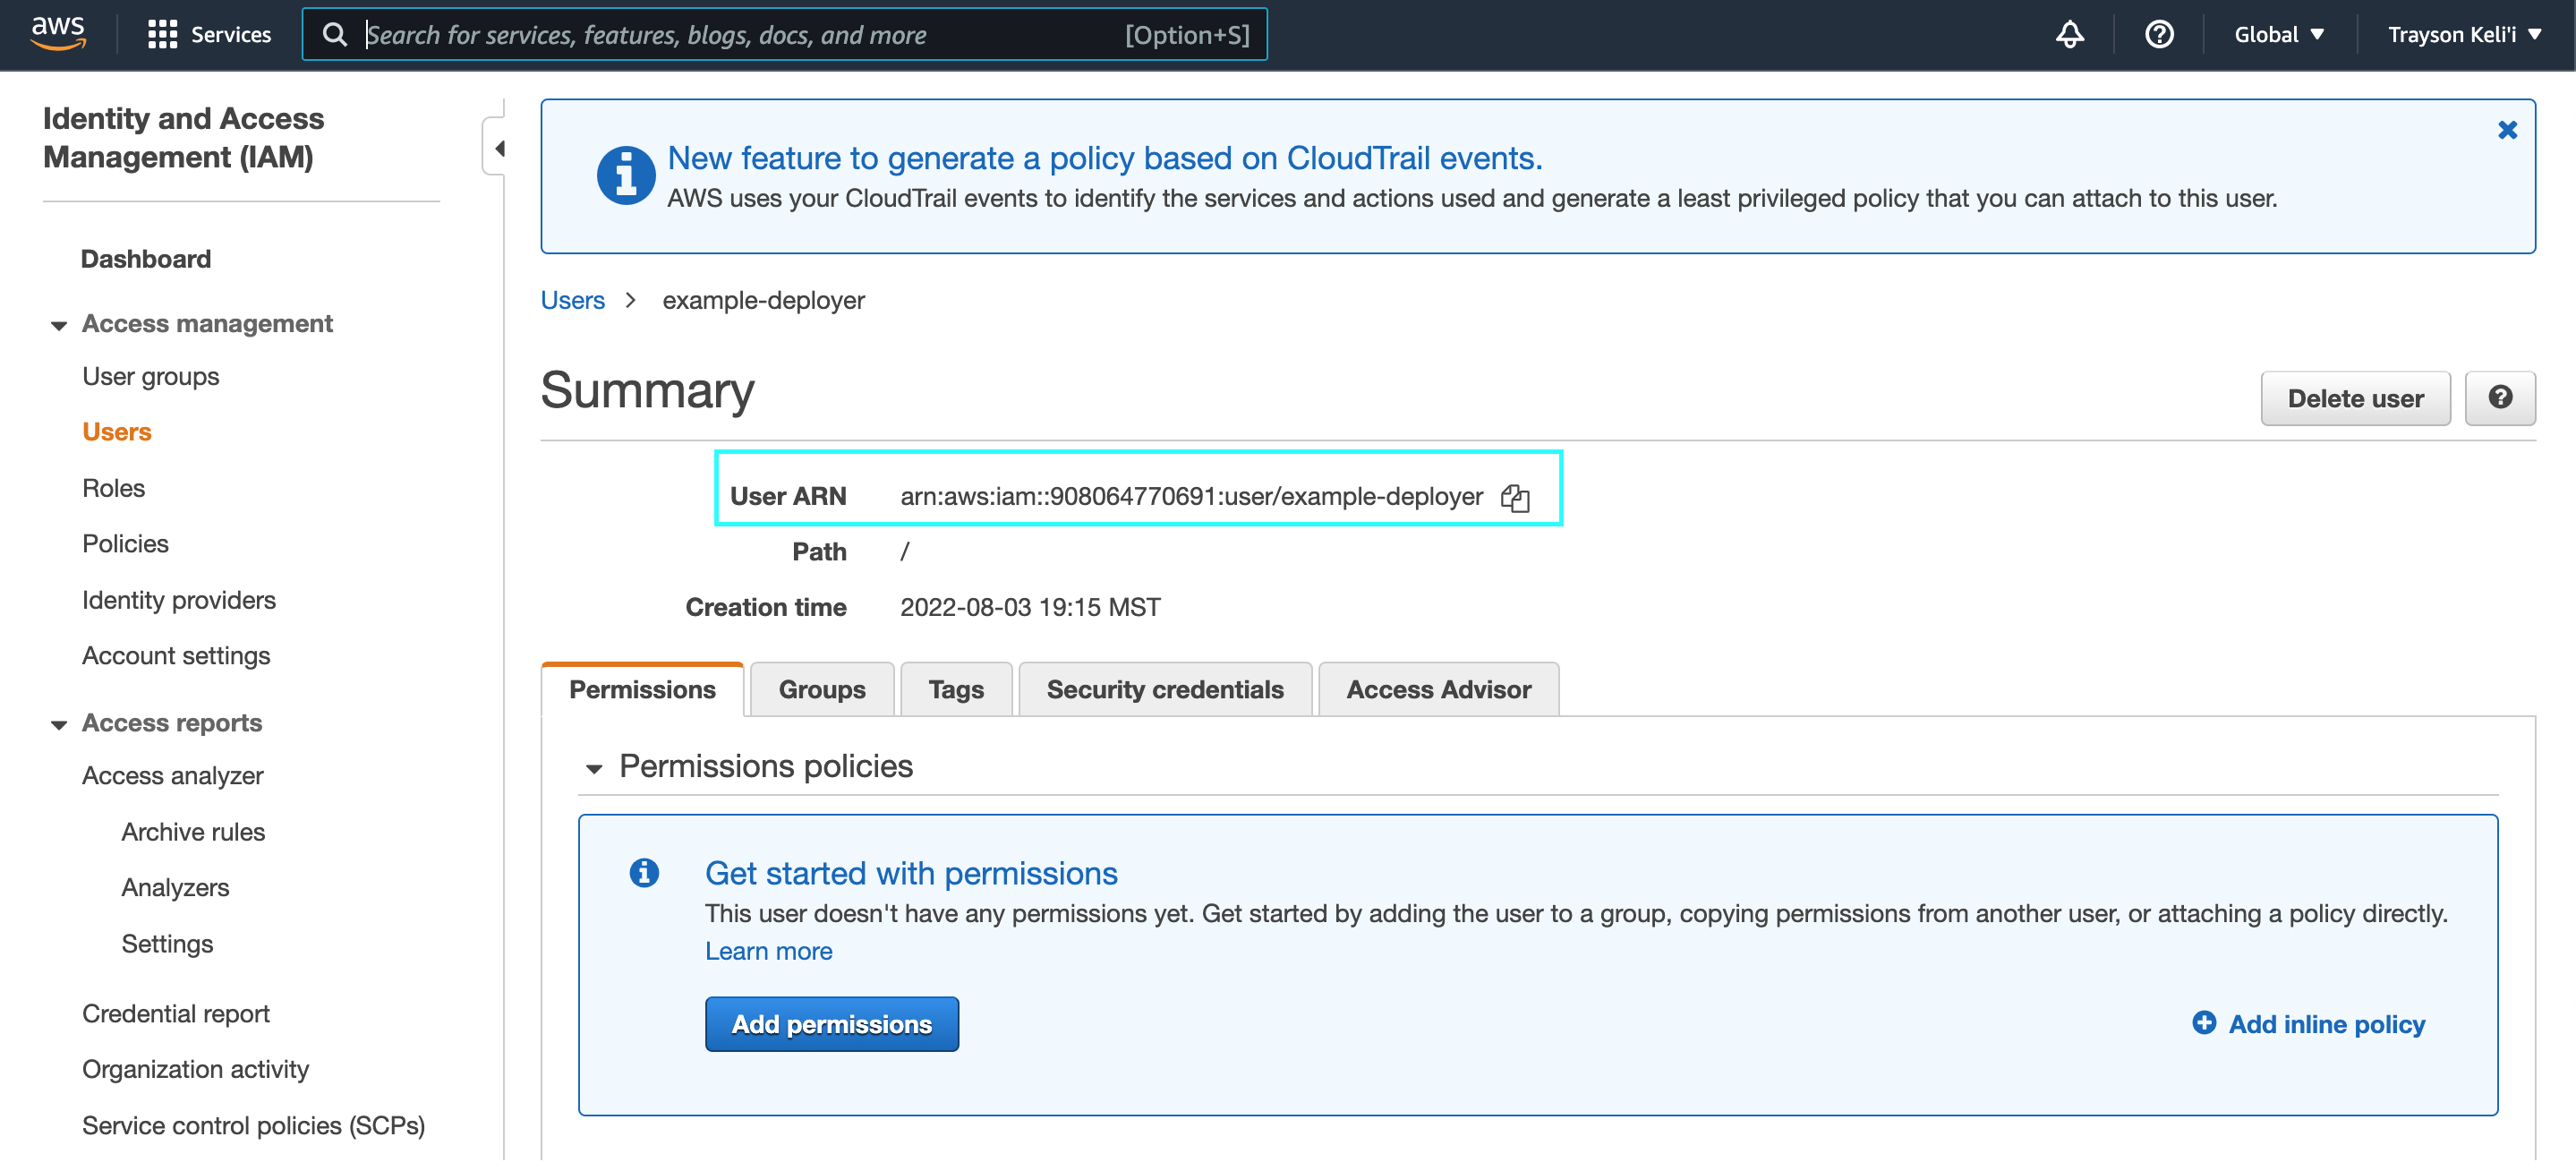 aws
Services
Search for services, features, blogs, docs, and more
[Option+S]
Global
Trayson Keli'i
Identity and Access
Management (IAM)
Dashboard
Access management
User groups
Users
Roles
Policies
Identity providers
Account settings
Access reports
Access analyzer
Archive rules
Analyzers
Settings
Credential report
Organization activity
Service control policies (SCPs)
New feature to generate a policy based on CloudTrail events.
AWS uses your CloudTrail events to identify the services and actions used and generate a least privileged policy that you can attach to this user.
Users > example-deployer
Summary
Delete user
User ARN arn:aws:iam::908064770691:user/example-deployer
Path /
Creation time 2022-08-03 19:15 MST
Permissions
Groups
Tags
Security credentials
Access Advisor
Permissions policies
Get started with permissions
This user doesn't have any permissions yet. Get started by adding the user to a group, copying permissions from another user, or attaching a policy directly.
Learn more
Add permissions
Add inline policy